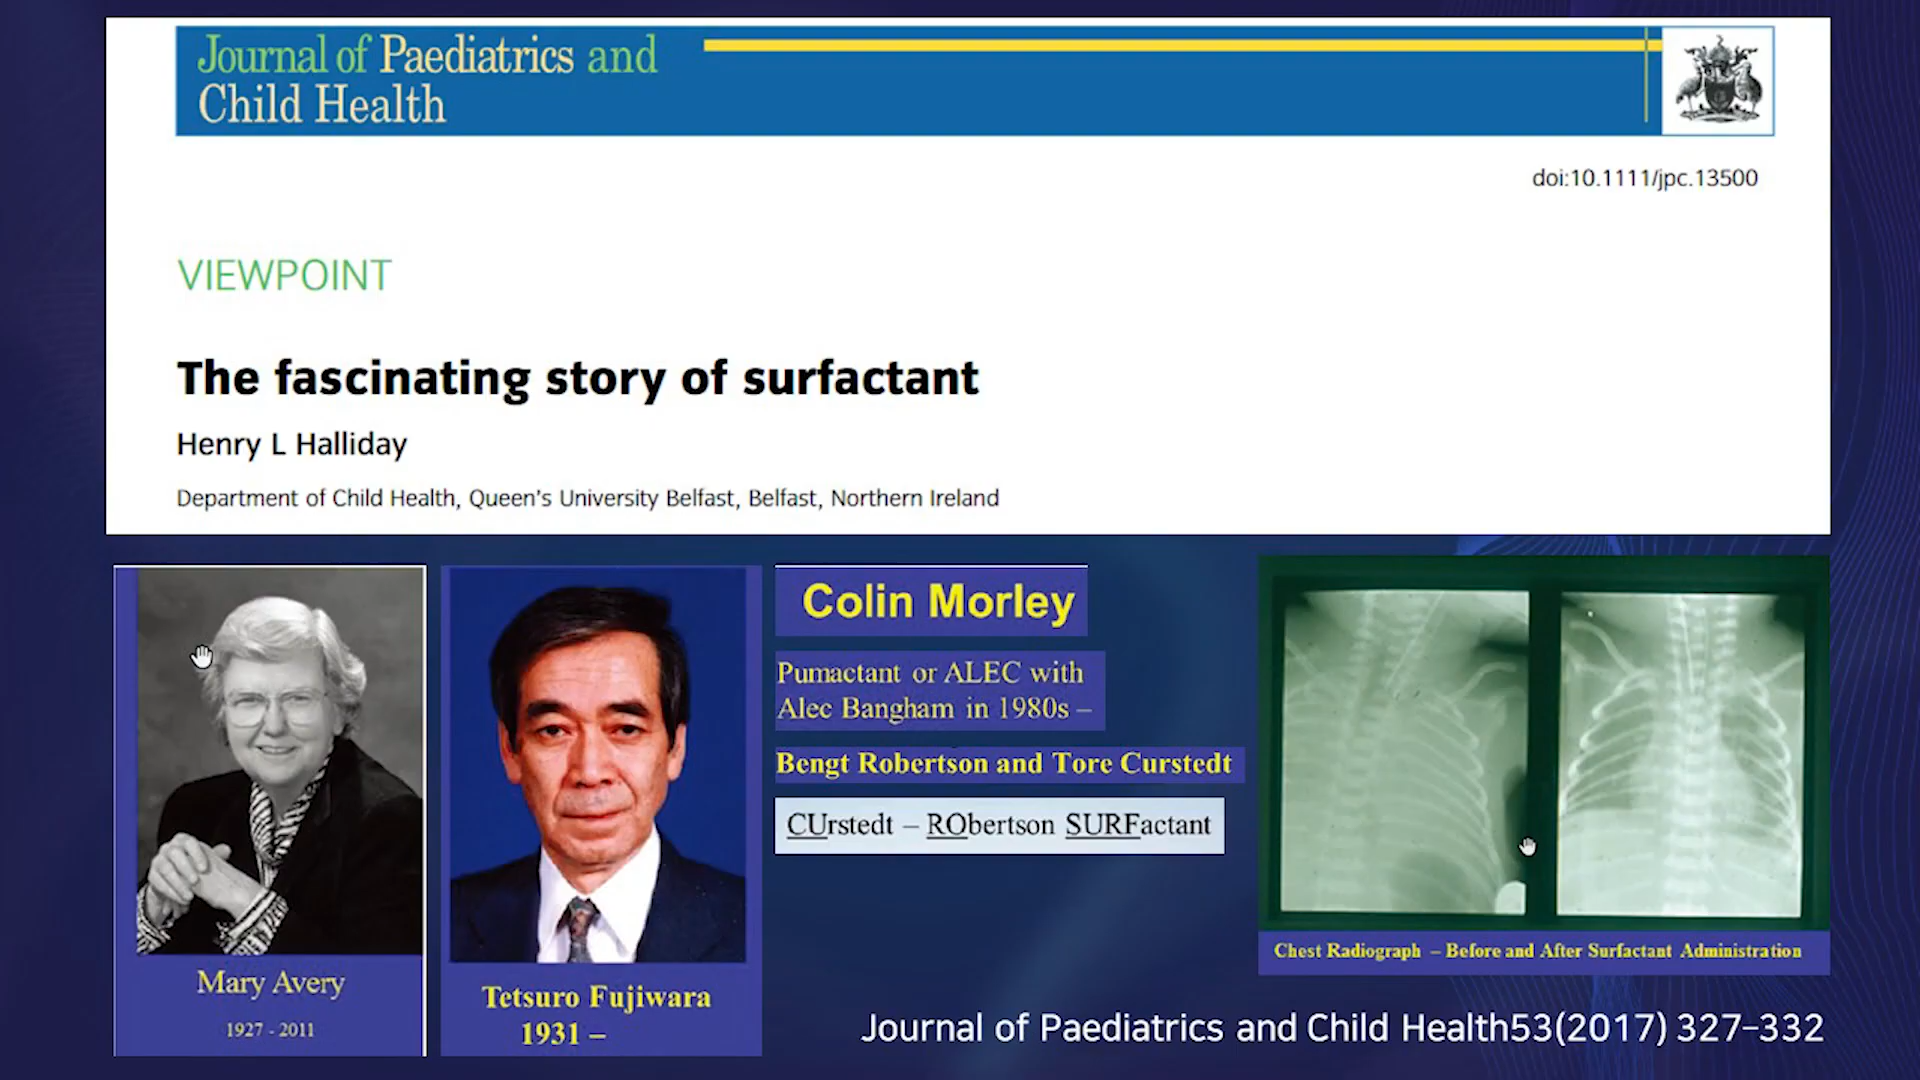 Journal of Paediatrics and
Child Health
doi:10.1111/jpc.13500
VIEWPOINT
The fascinating story of surfactant
Henry L Halliday
Department of Child Health, Queen's University Belfast, Belfast, Northern Ireland
Mary Avery
1927 - 2011
Tetsuro Fujiwara
1931 –
Colin Morley
Pumactant or ALEC with
Alec Bangham in 1980s –
Bengt Robertson and Tore Curstedt
CUrstedt – RObertson SURFactant
Chest Radiograph – Before and After Surfactant Administration
Journal of Paediatrics and Child Health53(2017) 327–332